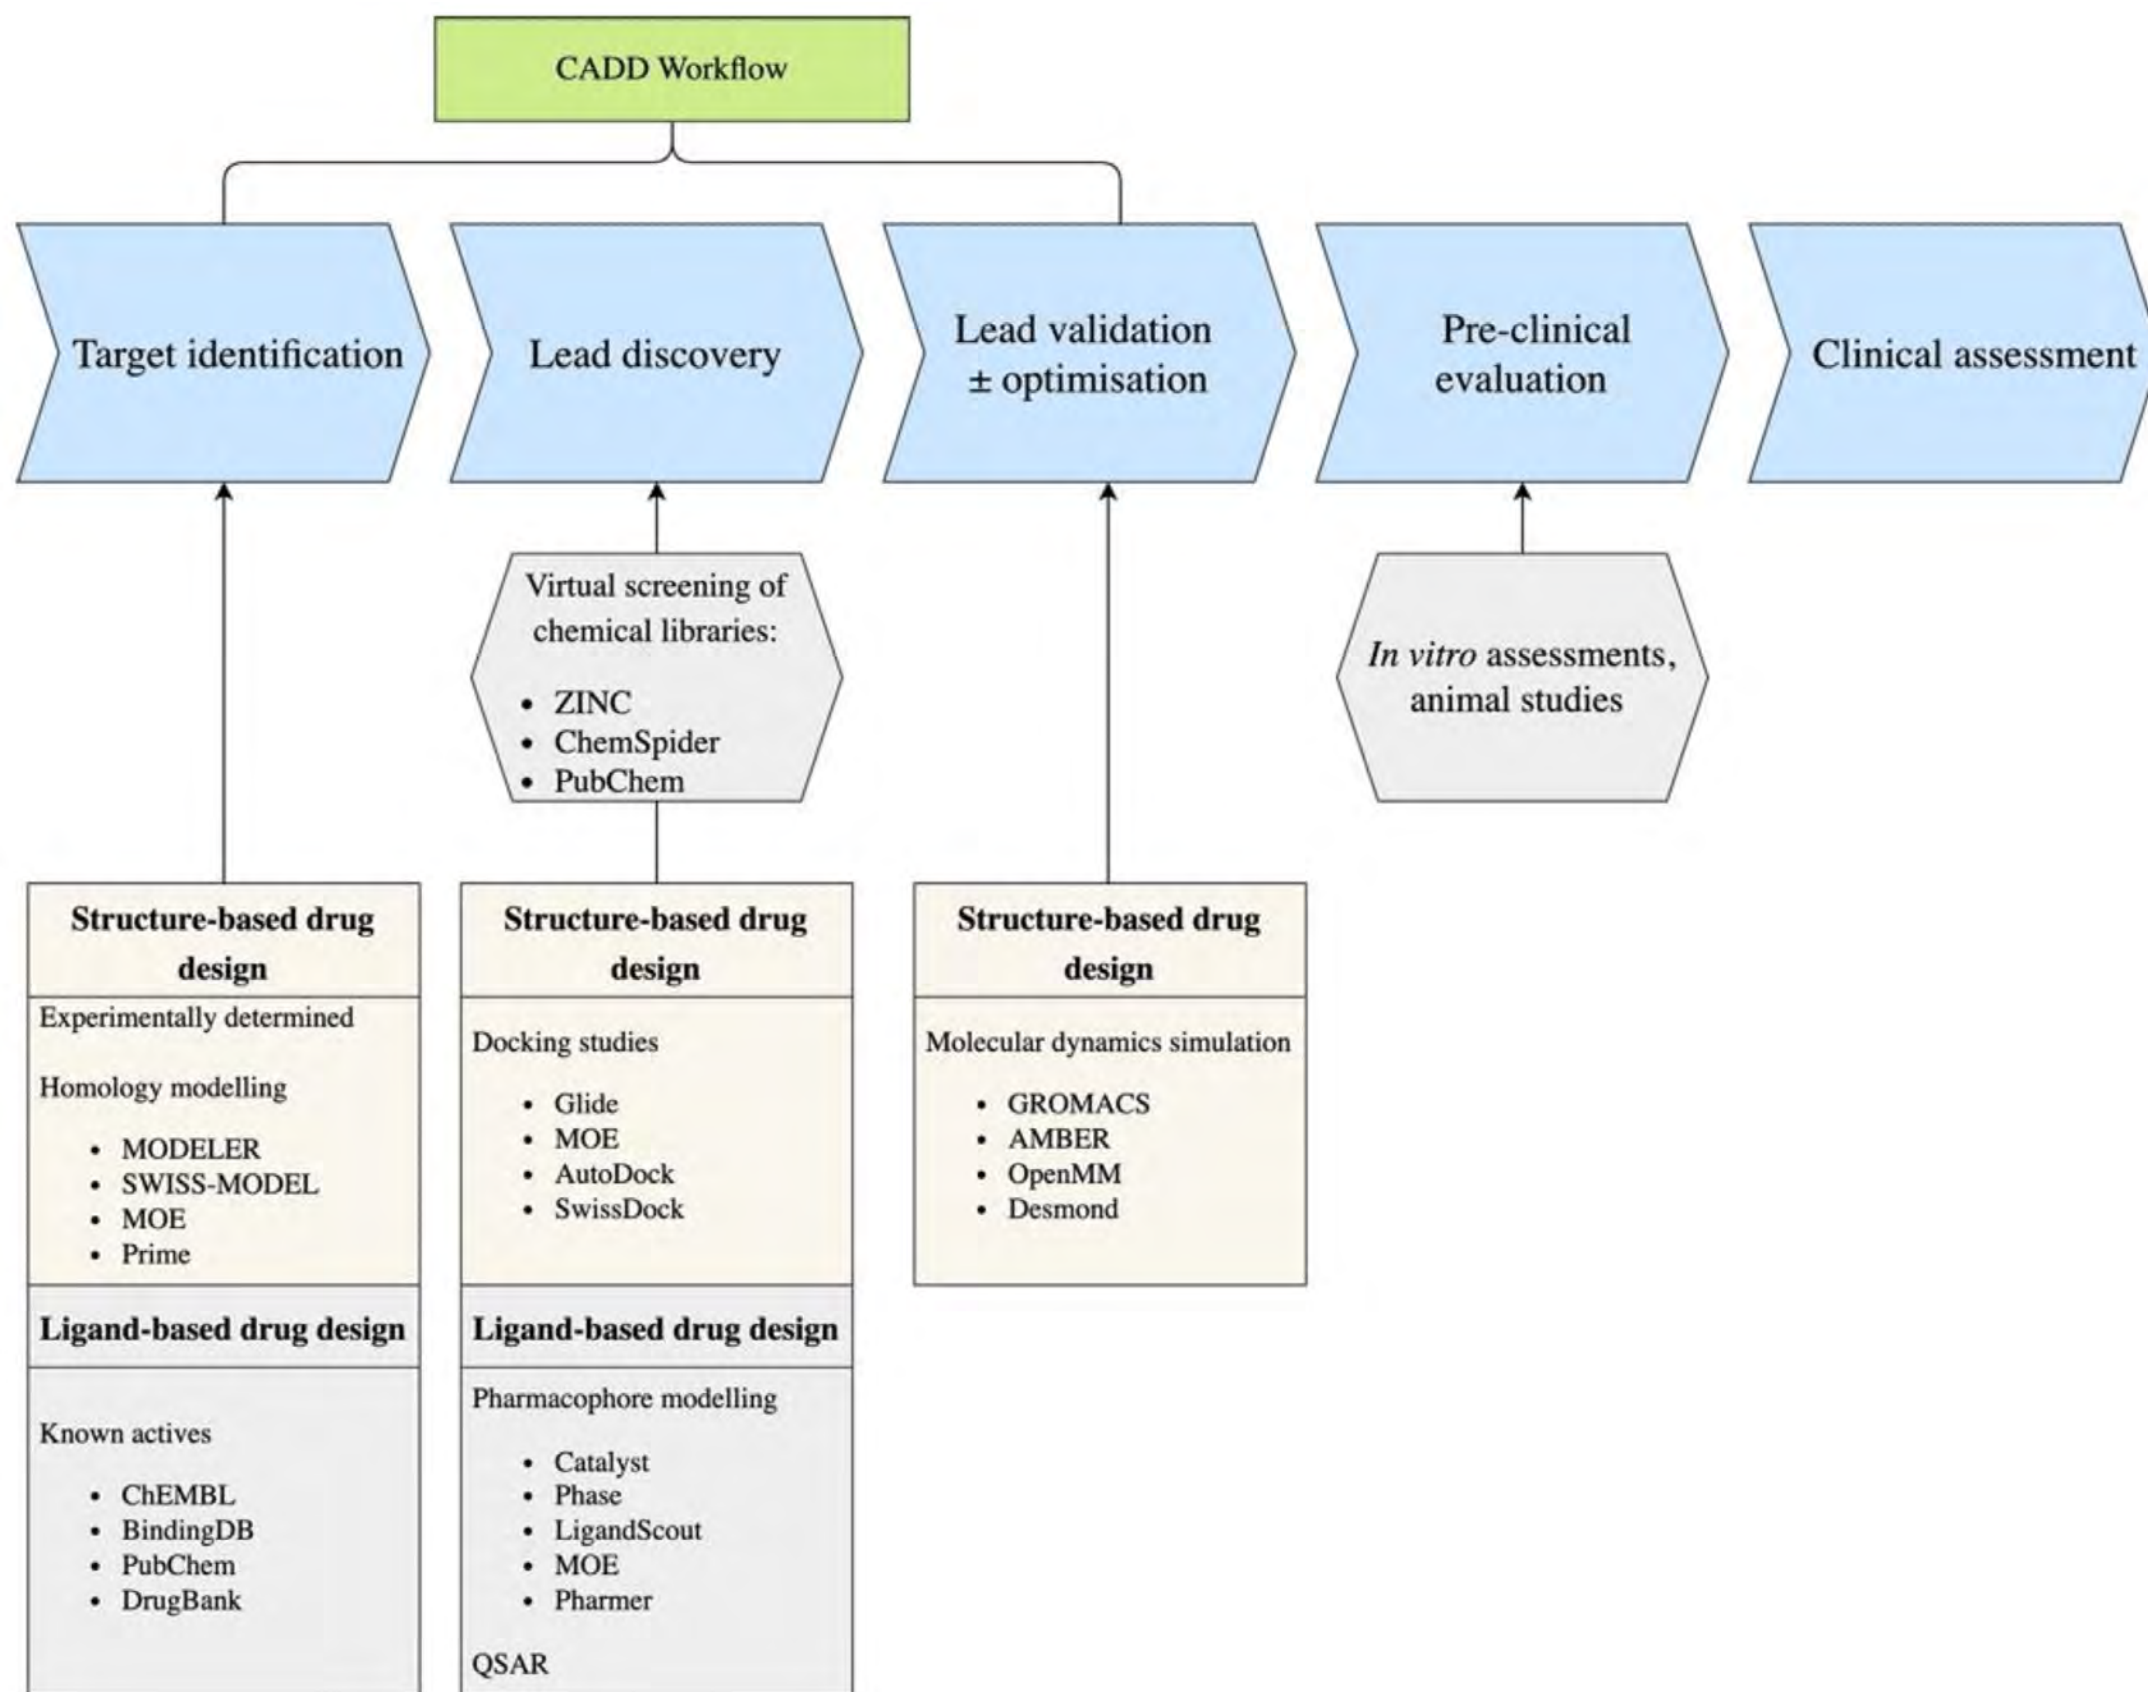 CADD Workflow
Target identification
Lead discovery
Lead validation
± optimisation
Pre-clinical
evaluation
Clinical assessment
Virtual screening of
chemical libraries:
• ZINC
• ChemSpider
• PubChem
In vitro assessments,
animal studies
Structure-based drug
design
Experimentally determined
Homology modelling
• MODELER
• SWISS-MODEL
• MOE
• Prime
Ligand-based drug design
Known actives
• ChEMBL
• BindingDB
• PubChem
• DrugBank
Structure-based drug
design
Docking studies
• Glide
• MOE
• AutoDock
• SwissDock
Ligand-based drug design
Pharmacophore modelling
• Catalyst
• Phase
• LigandScout
• MOE
• Pharmer
QSAR
Structure-based drug
design
Molecular dynamics simulation
• GROMACS
• AMBER
• OpenMM
• Desmond